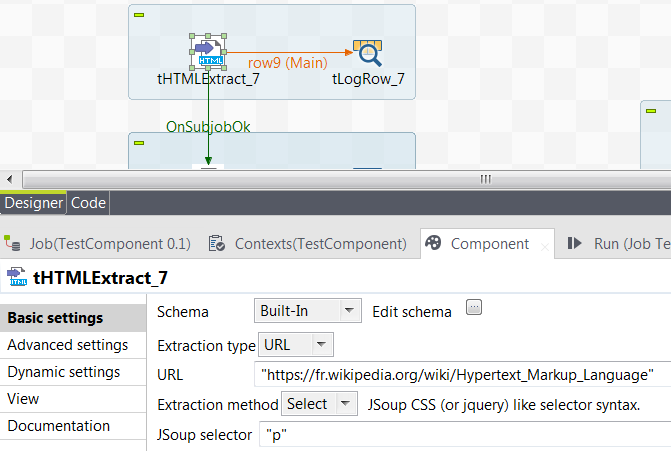 HTML
row9 (Main)
tHTMLExtract_7
tLogRow_7
OnSubjobOk
Designer
Code
Job(TestComponent 0.1)
Contexts(TestComponent)
Component
Run (Job Te
HTML
tHTMLExtract_7
Basic settings
Advanced settings
Dynamic settings
View
Documentation
Schema
Built-In
Edit schema
...
Extraction type
URL
URL
"https://fr.wikipedia.org/wiki/Hypertext_Markup_Language"
Extraction method
Select
JSoup CSS (or jquery) like selector syntax.
JSoup selector
"p"